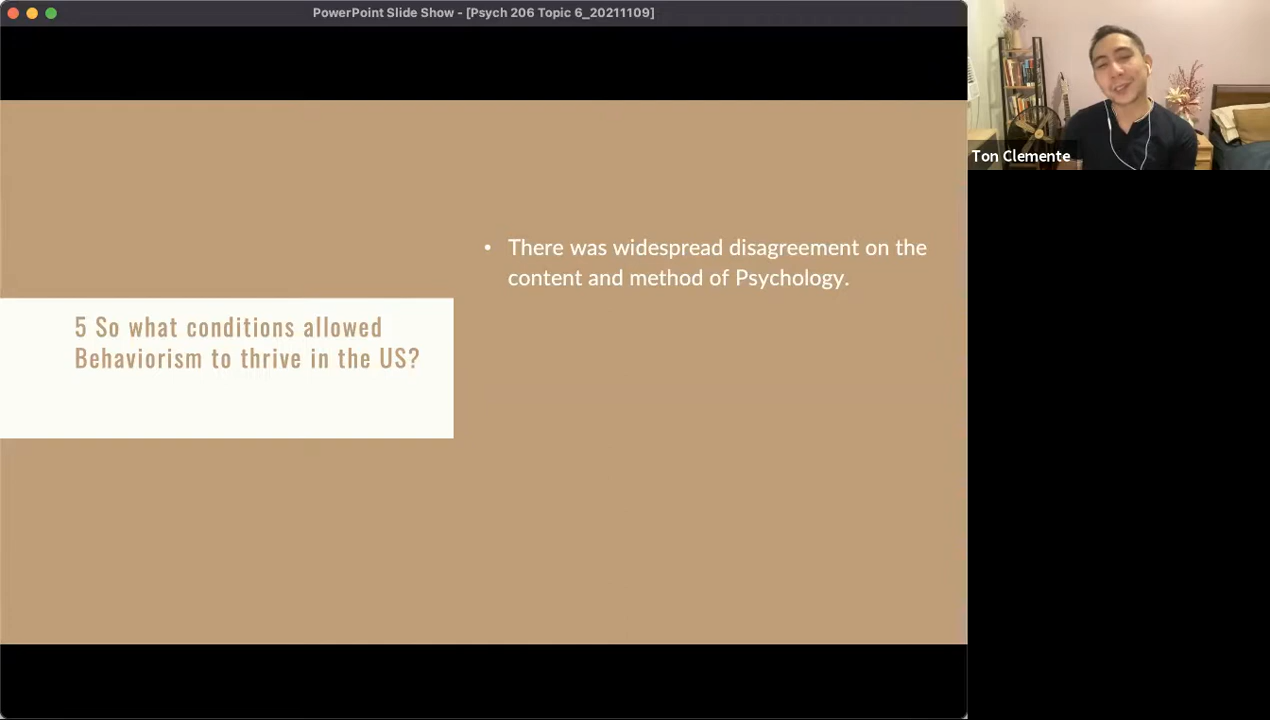 PowerPoint Slide Show - [Psych 206 Topic 6_20211109]
Ton Clemente
• There was widespread disagreement on the
content and method of Psychology.
5 So what conditions allowed
Behaviorism to thrive in the US?